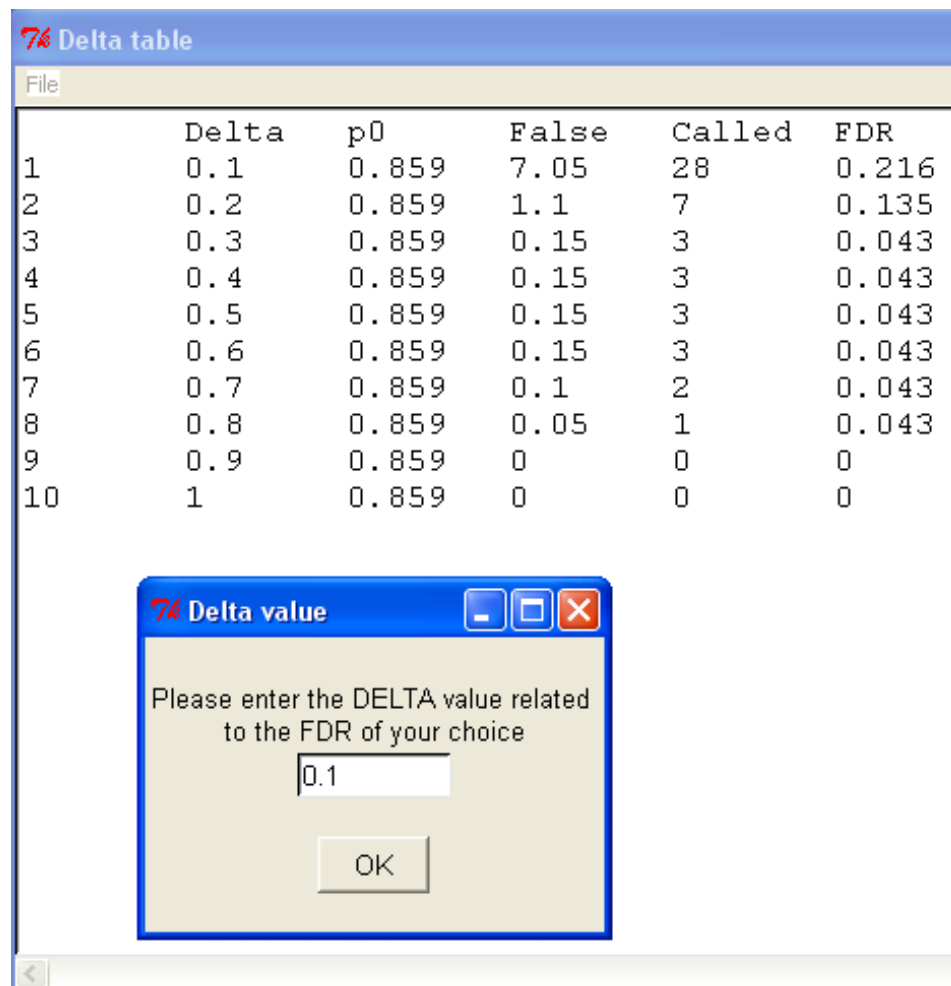 Delta table
File
Delta p0 False Called FDR
1 0.1 0.859 7.05 28 0.216
2 0.2 0.859 1.1 7 0.135
3 0.3 0.859 0.15 3 0.043
4 0.4 0.859 0.15 3 0.043
5 0.5 0.859 0.15 3 0.043
6 0.6 0.859 0.15 3 0.043
7 0.7 0.859 0.1 2 0.043
8 0.8 0.859 0.05 1 0.043
9 0.9 0.859 0 0 0
10 1 0.859 0 0 0
Delta value
Please enter the DELTA value related
to the FDR of your choice
0.1
OK